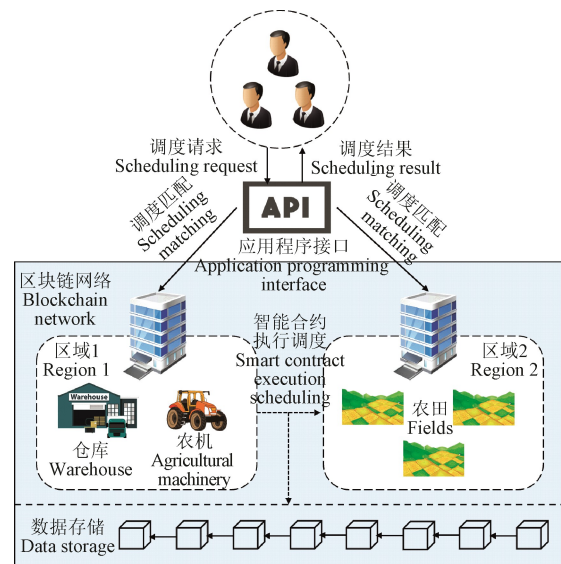 调度请求
Scheduling request
调度结果
Scheduling result
调度匹配
Scheduling
matching
API
调度匹配
Scheduling
matching
应用程序接口
Application programming
interface
区块链网络
Blockchain
network
区域1
Region 1
Warehouse
仓库
Warehouse
农机
Agricultural
machinery
智能合约
执行调度
Smart contract
execution
scheduling
区域2
Region 2
农田
Fields
数据存储
Data storage